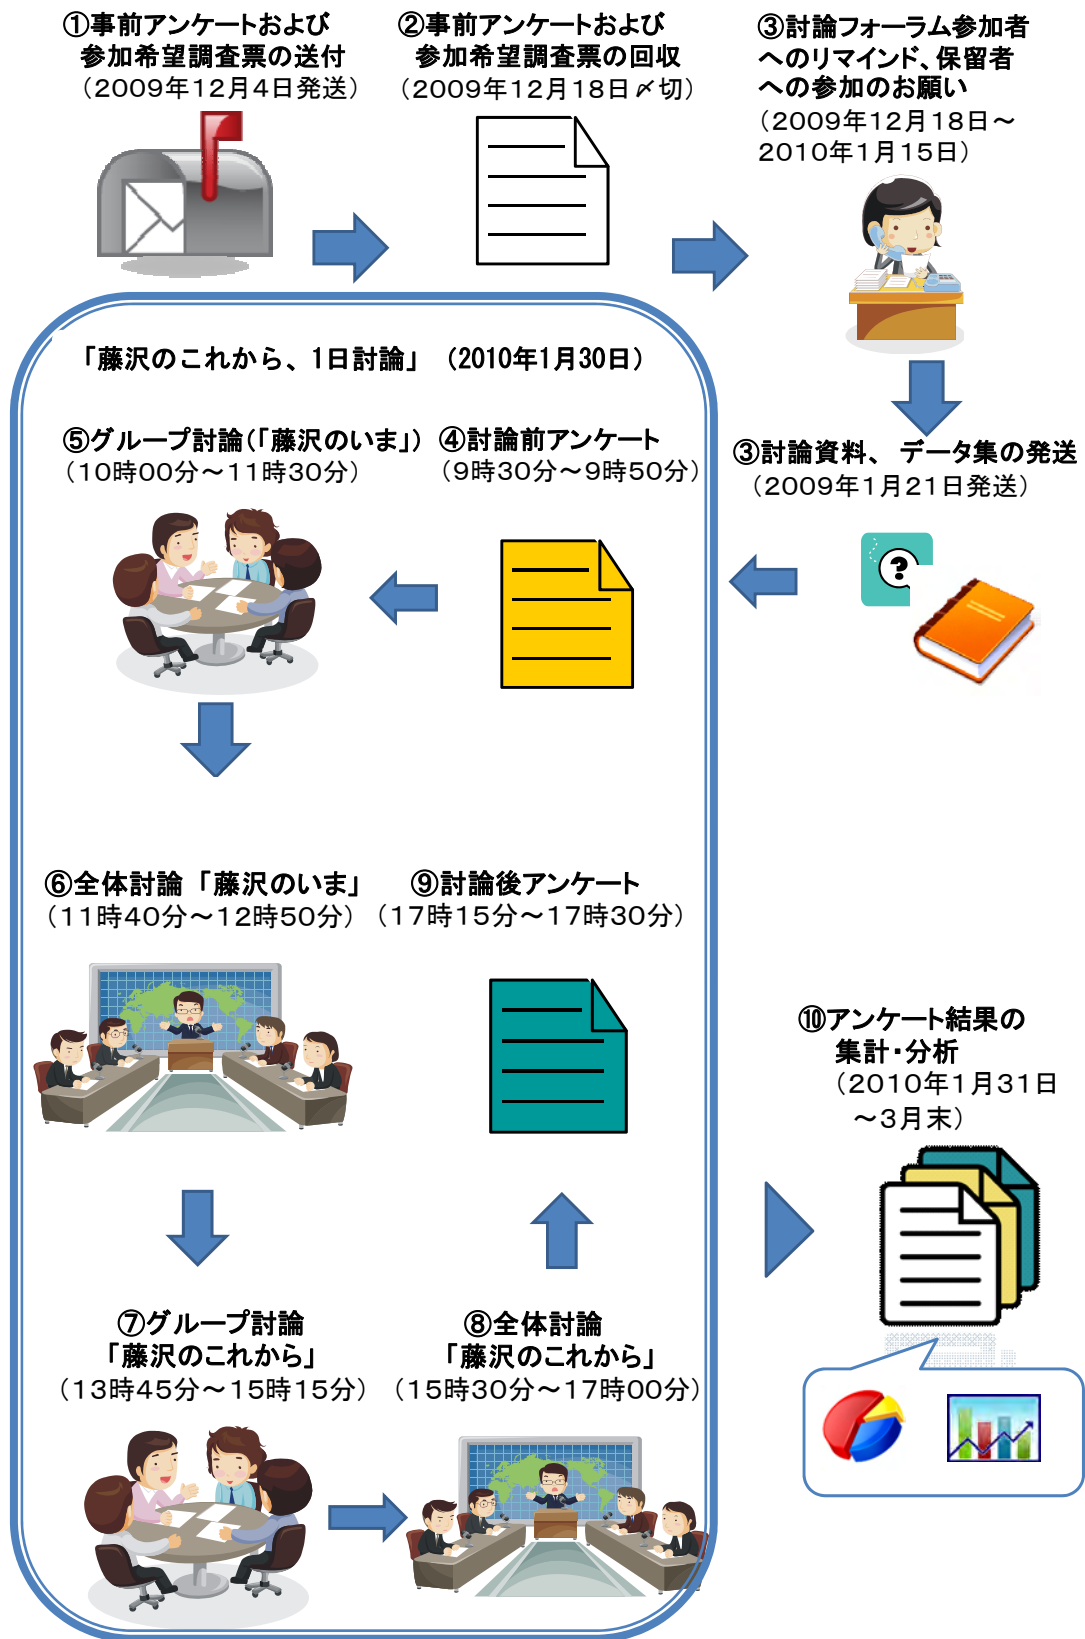 ①事前アンケートおよび
参加希望調査票の送付
（2009年12月4日発送）
②事前アンケートおよび
参加希望調査票の回収
（2009年12月18日〆切）
③討論フォーラム参加者
へのリマインド、保留者
への参加のお願い
（2009年12月18日～
2010年1月15日）
③討論資料、 データ集の発送
（2009年1月21日発送）
?
「藤沢のこれから、1日討論」 （2010年1月30日）
④討論前アンケート
（9時30分～9時50分）
⑤グループ討論（「藤沢のいま」）
（10時00分～11時30分）
⑥全体討論 「藤沢のいま」
（11時40分～12時50分）
⑦グループ討論
「藤沢のこれから」
（13時45分～15時15分）
⑧全体討論
「藤沢のこれから」
（15時30分～17時00分）
⑨討論後アンケート
（17時15分～17時30分）
⑩アンケート結果の
集計・分析
（2010年1月31日
～3月末）